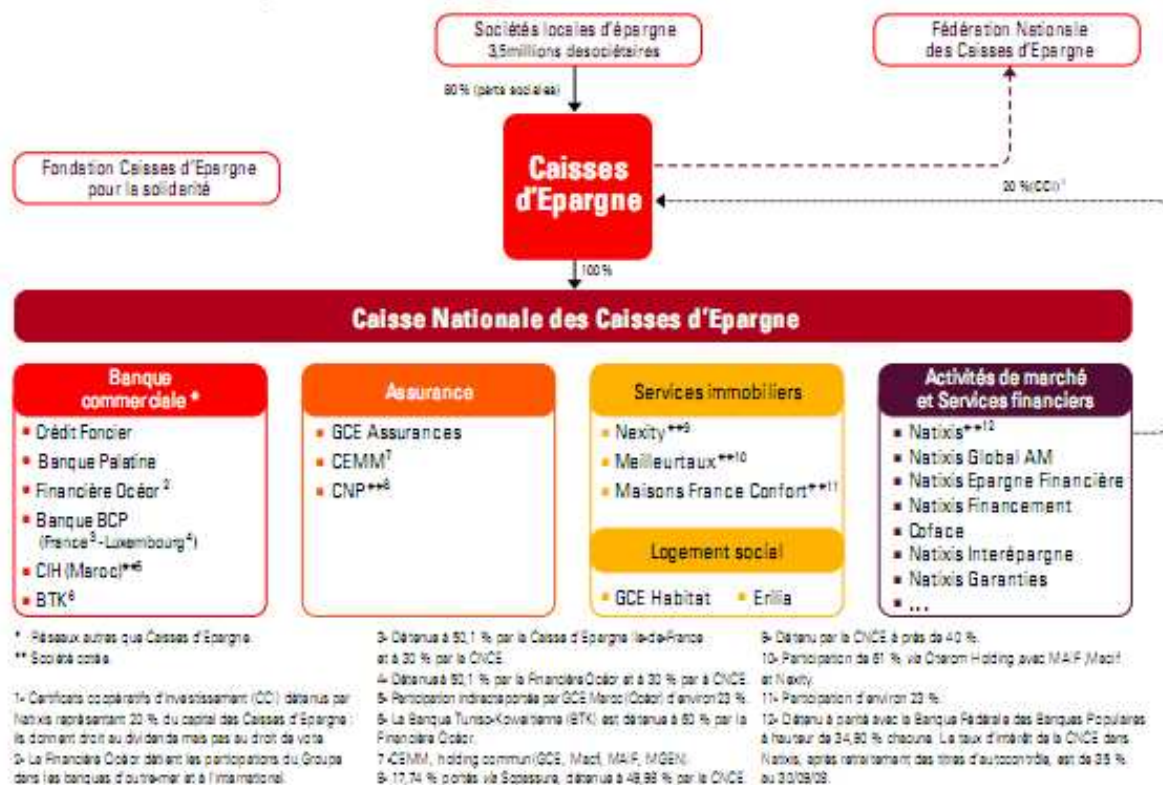 Sociétés locales d'épargne
3,5millions desociétaires
Fédération Nationale
des Caisses d'Epargne
80 % (parts sociales)
Fondation Caisses d'Epargne
pour la solidarité
Caisses
d'Epargne
20 %(CCI)¹
100 %
Caisse Nationale des Caisses d'Epargne
Banque
commerciale *
▪ Crédit Foncier
▪ Banque Palatine
▪ Financière Océor ²
▪ Banque BCP
(France³-Luxembourg⁴)
▪ CIH (Maroc)**⁵
▪ BTK⁶
Assurance
▪ GCE Assurances
▪ CEMM⁷
▪ CNP**⁸
Services immobiliers
▪ Nexity**⁹
▪ Meilleurtaux**¹⁰
▪ Maisons France Confort**¹¹
Logement social
▪ GCE Habitat ▪ Erilia
Activités de marché
et Services financiers
▪ Natixis**¹²
▪ Natixis Global AM
▪ Natixis Epargne Financière
▪ Natixis Financement
▪ Coface
▪ Natixis Interépargne
▪ Natixis Garanties
▪ ...
* Réseaux autres que Caisses d'Epargne.
** Société cotée.
1- Certificats coopératifs d'investissement (CCI) détenus par
Natixis représentant 20 % du capital des Caisses d'Epargne :
ils donnent droit au dividende mais pas au droit de vote.
2- La Financière Océor détient les participations du Groupe
dans les banques d'outre-mer et à l'international.
3- Détenue à 50,1 % par la Caisse d'Epargne Ile-de-France
et à 30 % par la CNCE.
4- Détenue à 50,1 % par la Financière Océor et à 30 % par la CNCE.
5- Participation indirecte portée par GCE Maroc (Océor) d'environ 23 %.
6- La Banque Tuniso-Koweitienne (BTK) est détenue à 60 % par la
Financière Océor.
7-CEMM, holding commun(GCE, Macif, MAIF, MGEN).
8- 17,74 % portés via Sopassure, détenue à 49,98 % par la CNCE.
9- Détenu par la CNCE à près de 40 %.
10- Participation de 61 % via Oterom Holding avec MAIF ,Macif
et Nexity.
11- Participation d'environ 23 %.
12- Détenu à parité avec la Banque Fédérale des Banques Populaires
à hauteur de 34,80 % chacune. Le taux d'intérêt de la CNCE dans
Natixis, après retraitement des titres d'autocontrôle, est de 35 %
au 30/09/08.